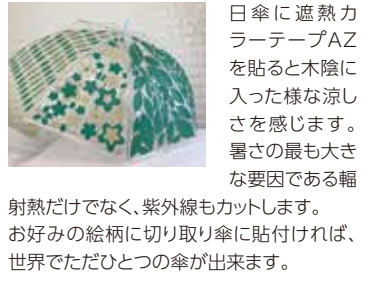 日傘に遮熱カ
ラーテープAZ
を貼ると木陰に
入った様な涼し
さを感じます。
暑さの最も大き
な要因である輻
射熱だけでなく、紫外線もカットします。
お好みの絵柄に切り取り傘に貼付ければ、
世界でただひとつの傘が出来ます。